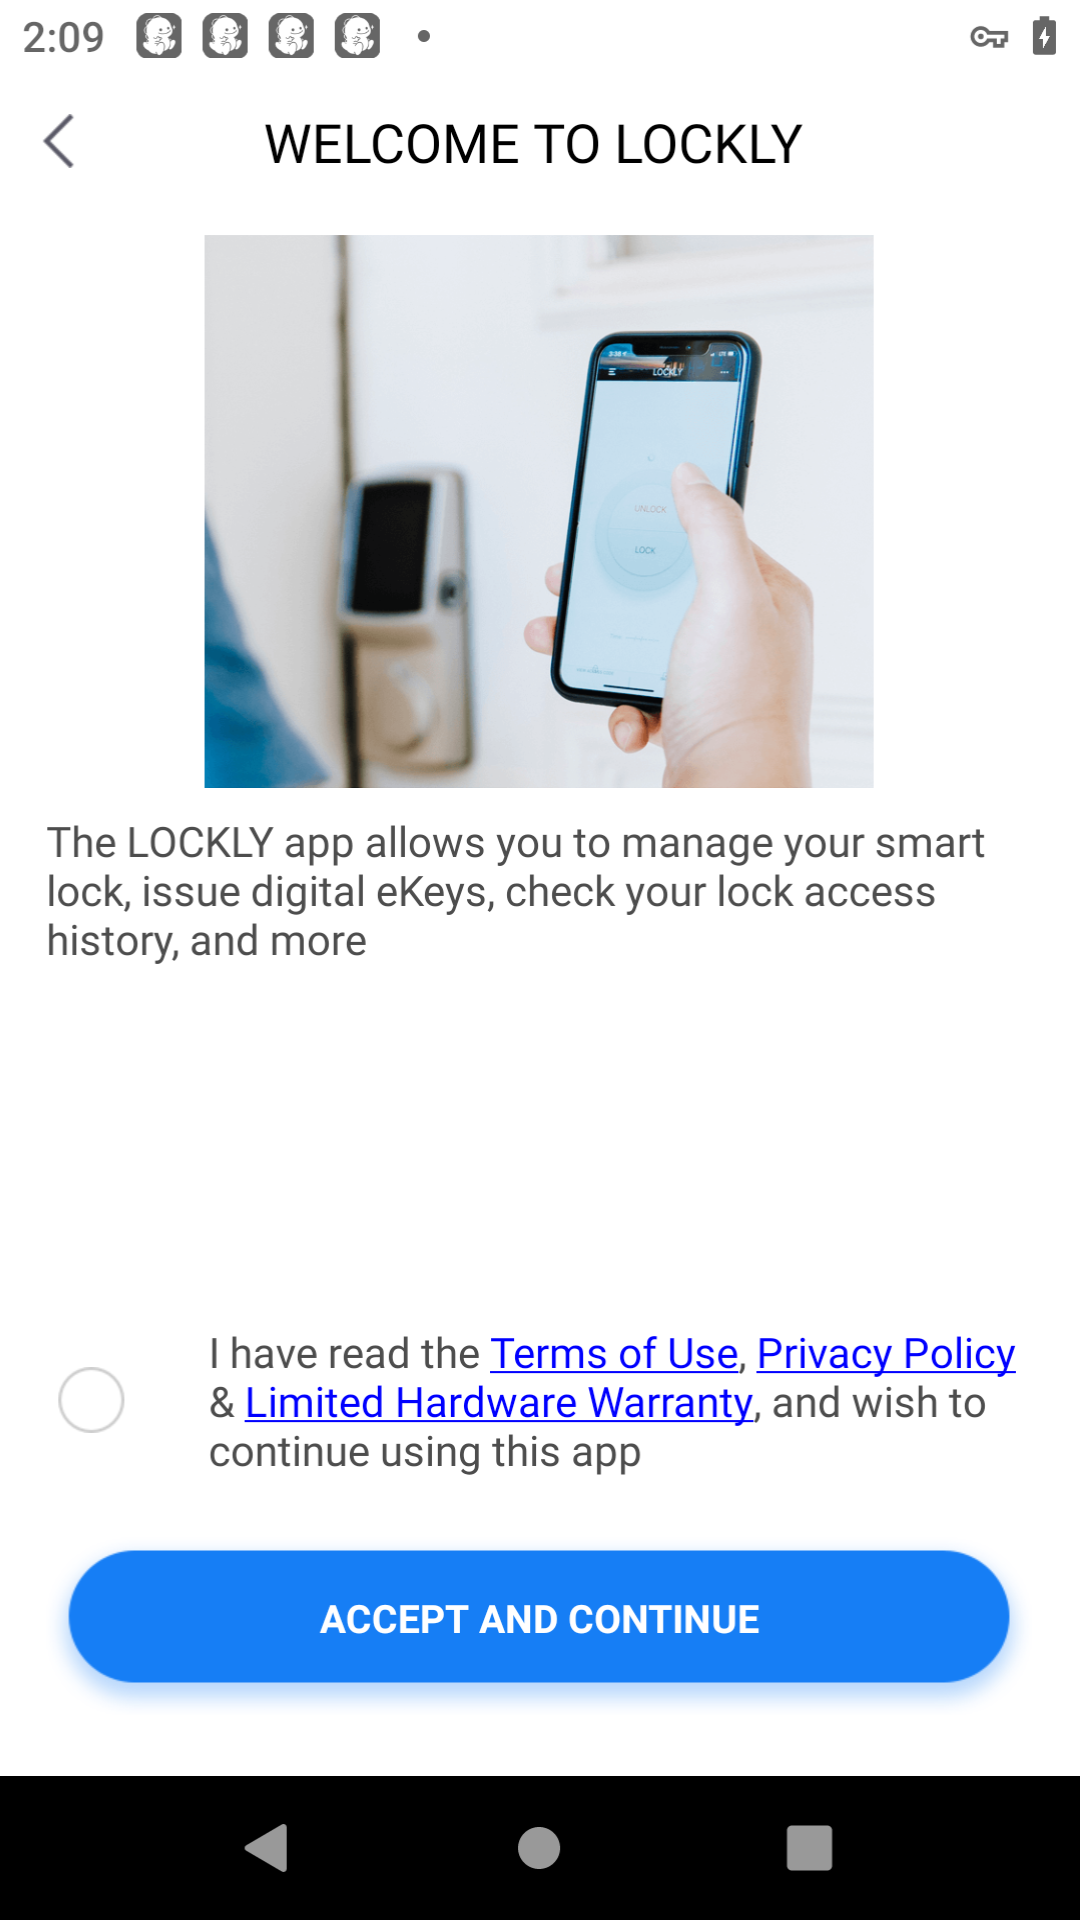 2:09
WELCOME TO LOCKLY
LOCKLY
UNLOCK
LOCK
The LOCKLY app allows you to manage your smart
lock, issue digital eKeys, check your lock access
history, and more
I have read the Terms of Use, Privacy Policy
& Limited Hardware Warranty, and wish to
continue using this app
ACCEPT AND CONTINUE